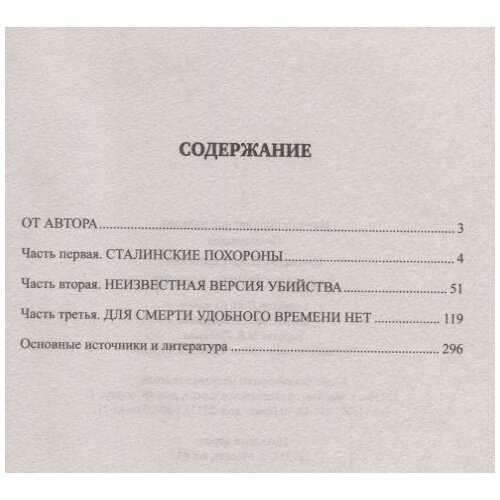 СОДЕРЖАНИЕ
ОТ АВТОРА 3
Часть первая. СТАЛИНСКИЕ ПОХОРОНЫ 4
Часть вторая. НЕИЗВЕСТНАЯ ВЕРСИЯ УБИЙСТВА 51
Часть третья. ДЛЯ СМЕРТИ УДОБНОГО ВРЕМЕНИ НЕТ 119
Основные источники и литература 296